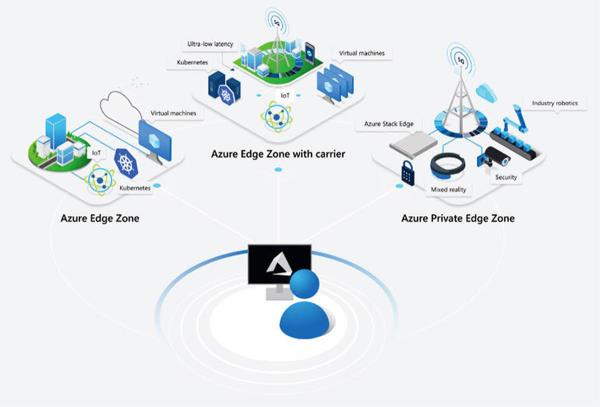 5G
Ultra-low latency
Virtual machines
Kubernetes
IoT
Azure Edge Zone with carrier
Virtual machines
IoT
Kubernetes
Azure Edge Zone
5G
Industry robotics
Azure Stack Edge
Security
Mixed reality
Azure Private Edge Zone